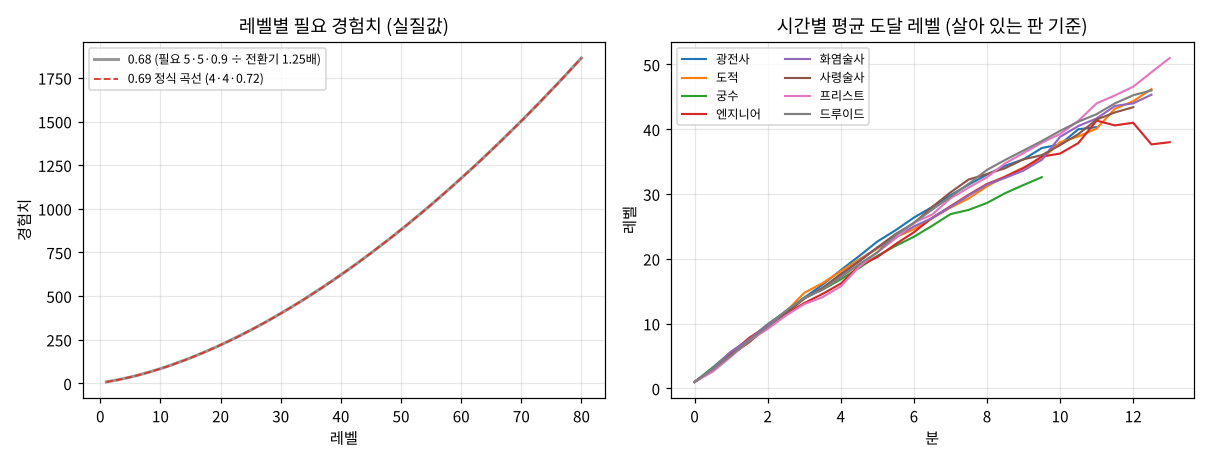 레벨별 필요 경험치 (실질값)
0.68 (필요 5·5·0.9 ÷ 전환기 1.25배)
0.69 정식 곡선 (4·4·0.72)
경험치
1750
1500
1250
1000
750
500
250
0
0 10 20 30 40 50 60 70 80
레벨
시간별 평균 도달 레벨 (살아 있는 판 기준)
광전사 화염술사
도적 사령술사
궁수 프리스트
엔지니어 드루이드
레벨
50
40
30
20
10
0
0 2 4 6 8 10 12
분